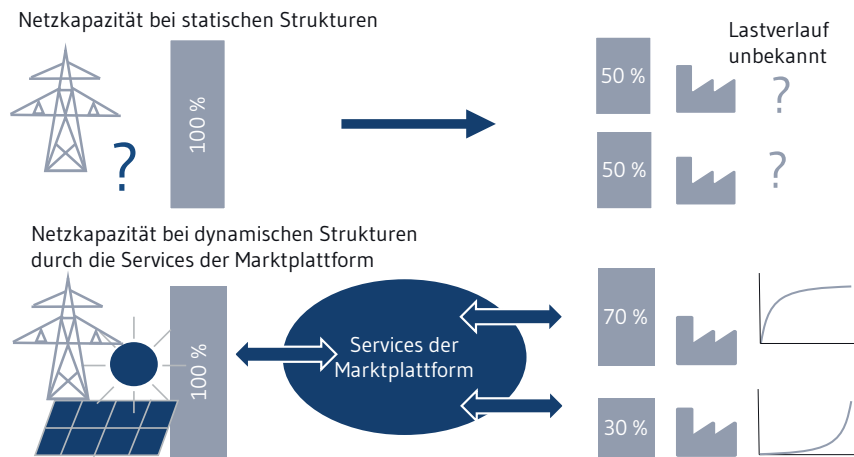 Netzkapazität bei statischen Strukturen
Lastverlauf
unbekannt
100 %
50 %
?
?
50 %
?
Netzkapazität bei dynamischen Strukturen
durch die Services der Marktplattform
100 %
Services der
Marktplattform
70 %
30 %